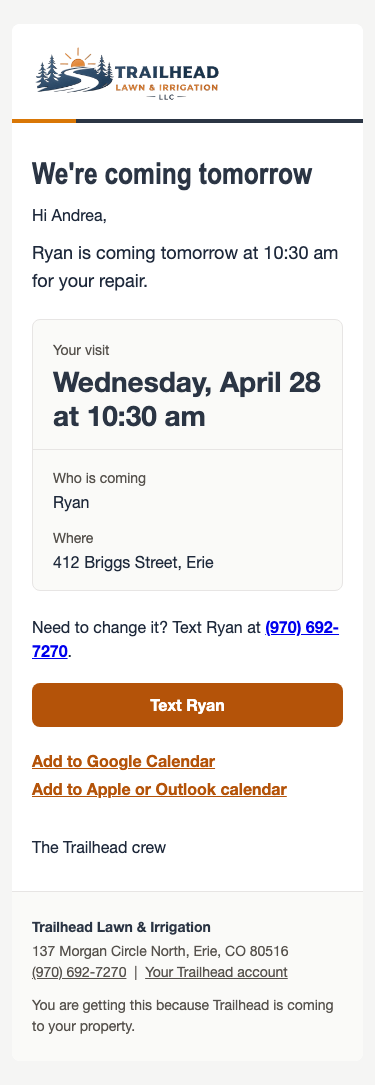 TRAILHEAD
LAWN & IRRIGATION
LLC
We're coming tomorrow
Hi Andrea,
Ryan is coming tomorrow at 10:30 am
for your repair.
Your visit
Wednesday, April 28
at 10:30 am
Who is coming
Ryan
Where
412 Briggs Street, Erie
Need to change it? Text Ryan at (970) 692-
7270.
Text Ryan
Add to Google Calendar
Add to Apple or Outlook calendar
The Trailhead crew
Trailhead Lawn & Irrigation
137 Morgan Circle North, Erie, CO 80516
(970) 692-7270 | Your Trailhead account
You are getting this because Trailhead is coming
to your property.